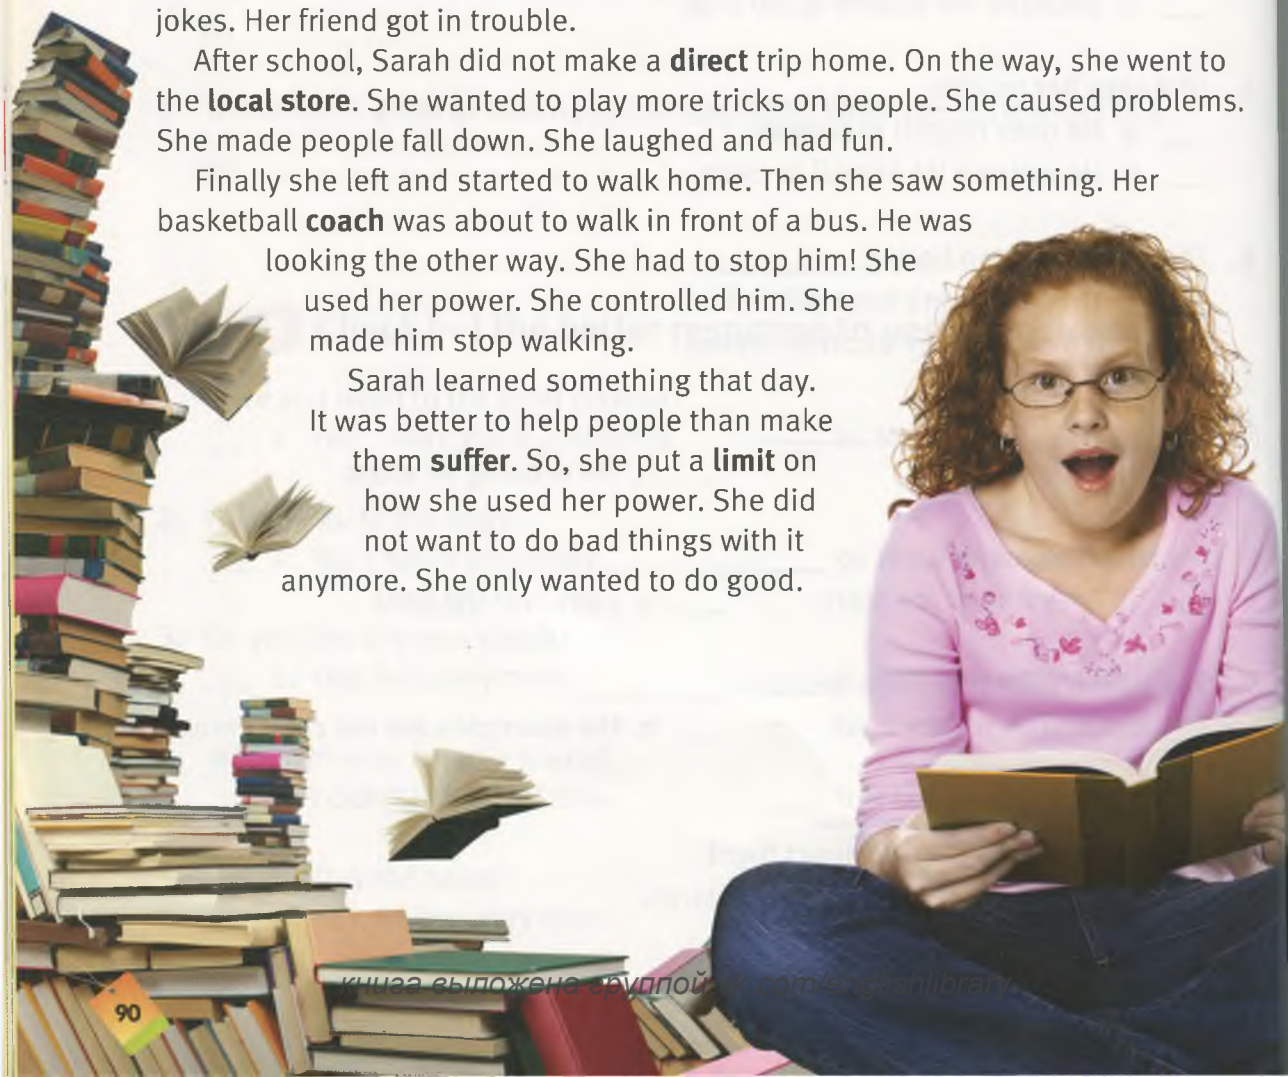 jokes. Her friend got in trouble.
After school, Sarah did not make a direct trip home. On the way, she went to
the local store. She wanted to play more tricks on people. She caused problems.
She made people fall down. She laughed and had fun.
Finally she left and started to walk home. Then she saw something. Her
basketball coach was about to walk in front of a bus. He was
looking the other way. She had to stop him! She
used her power. She controlled him. She
made him stop walking.
Sarah learned something that day.
It was better to help people than make
them suffer. So, she put a limit on
how she used her power. She did
not want to do bad things with it
anymore. She only wanted to do good.
книга выложена группой vk.com/englishlibrary
90